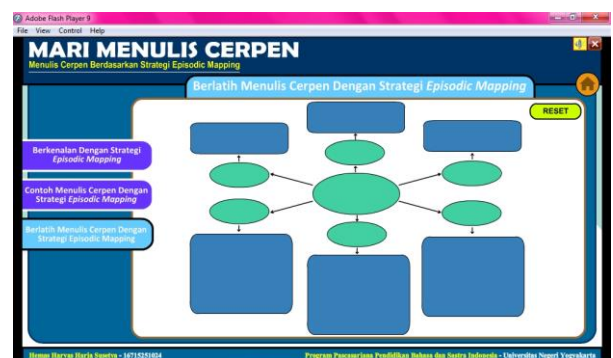 Adobe Flash Player 9
File View Control Help
MARI MENULIS CERPEN
Menulis Cerpen Berdasarkan Strategi Episodic Mapping
Berlatih Menulis Cerpen Dengan Strategi Episodic Mapping
RESET
Berkenalan Dengan Strategi
Episodic Mapping
Contoh Menulis Cerpen Dengan
Strategi Episodic Mapping
Berlatih Menulis Cerpen Dengan
Strategi Episodic Mapping
Program Pascasarjana Pendidikan Bahasa dan Sastra Indonesia - Universitas Negeri Yogyakarta